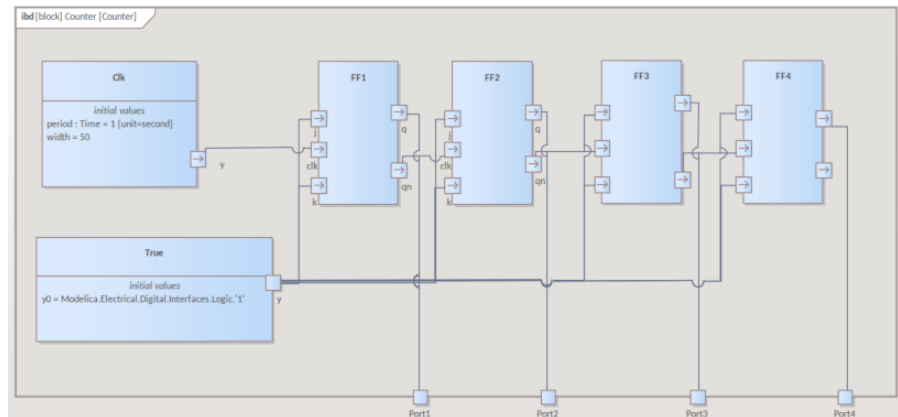 ibd [block] Counter [Counter]
Clk
initial values
period : Time = 1 {unit=second}
width = 50
y
FF1
j
clk
k
q
qn
FF2
j
clk
k
q
qn
FF3
FF4
True
initial values
y0 = Modelica.Electrical.Digital.Interfaces.Logic.'1'
y
Port1
Port2
Port3
Port4